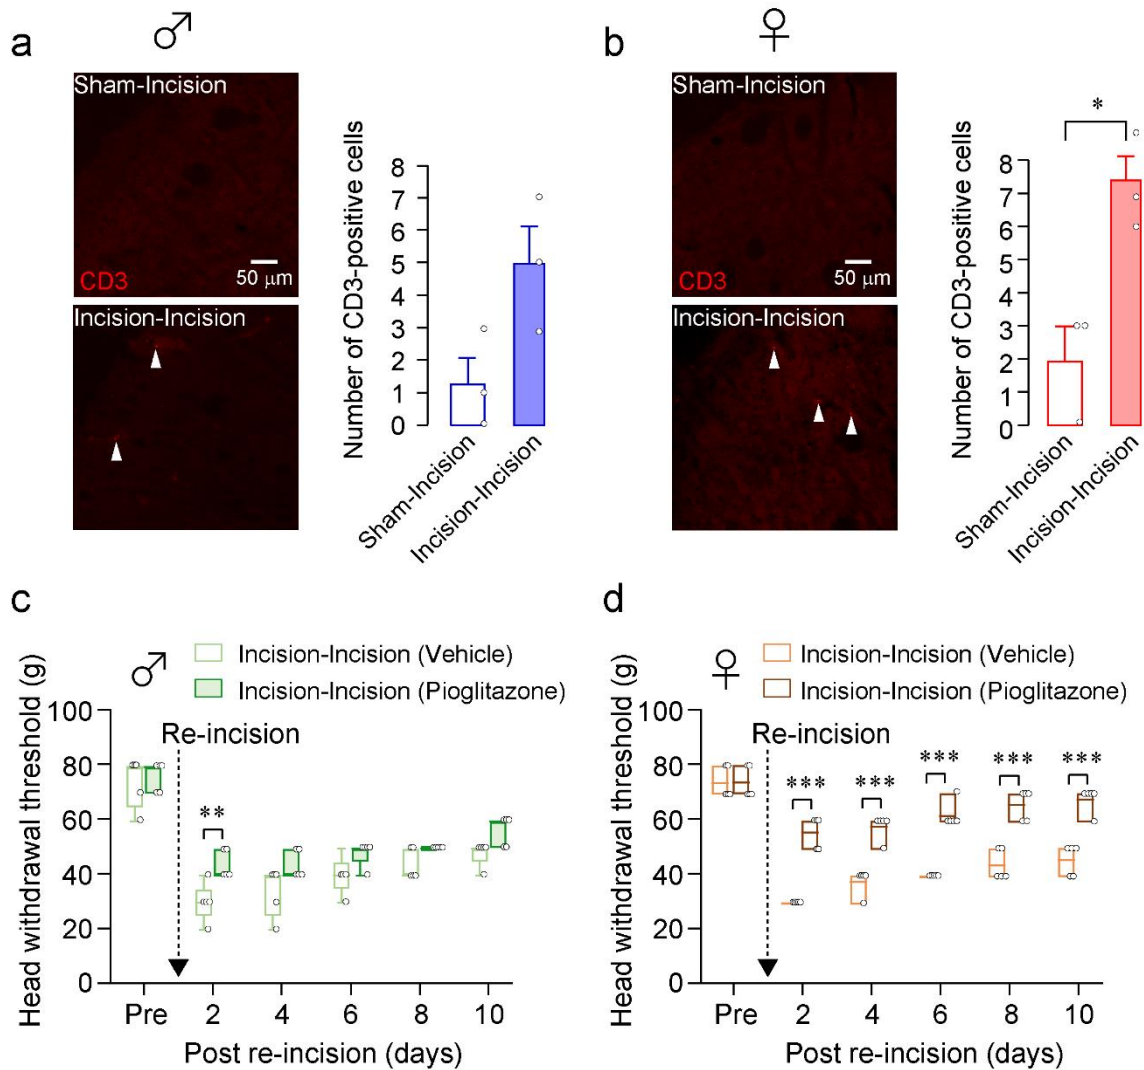 a ♂
b ♀
Sham-Incision
CD3
50 μm
Incision-Incision
Number of CD3-positive cells
8
7
6
5
4
3
2
1
0
Sham-Incision
Incision-Incision
Sham-Incision
50 μm
Incision-Incision
Number of CD3-positive cells
*
8
7
6
5
4
3
2
1
0
Sham-Incision
Incision-Incision
c
♂
Incision-Incision (Vehicle)
Incision-Incision (Pioglitazone)
Head withdrawal threshold (g)
100
80
60
40
20
0
Re-incision
**
Pre 2 4 6 8 10
Post re-incision (days)
d
♀
Incision-Incision (Vehicle)
Incision-Incision (Pioglitazone)
Head withdrawal threshold (g)
100
80
60
40
20
0
Re-incision
*** *** *** *** ***
Pre 2 4 6 8 10
Post re-incision (days)